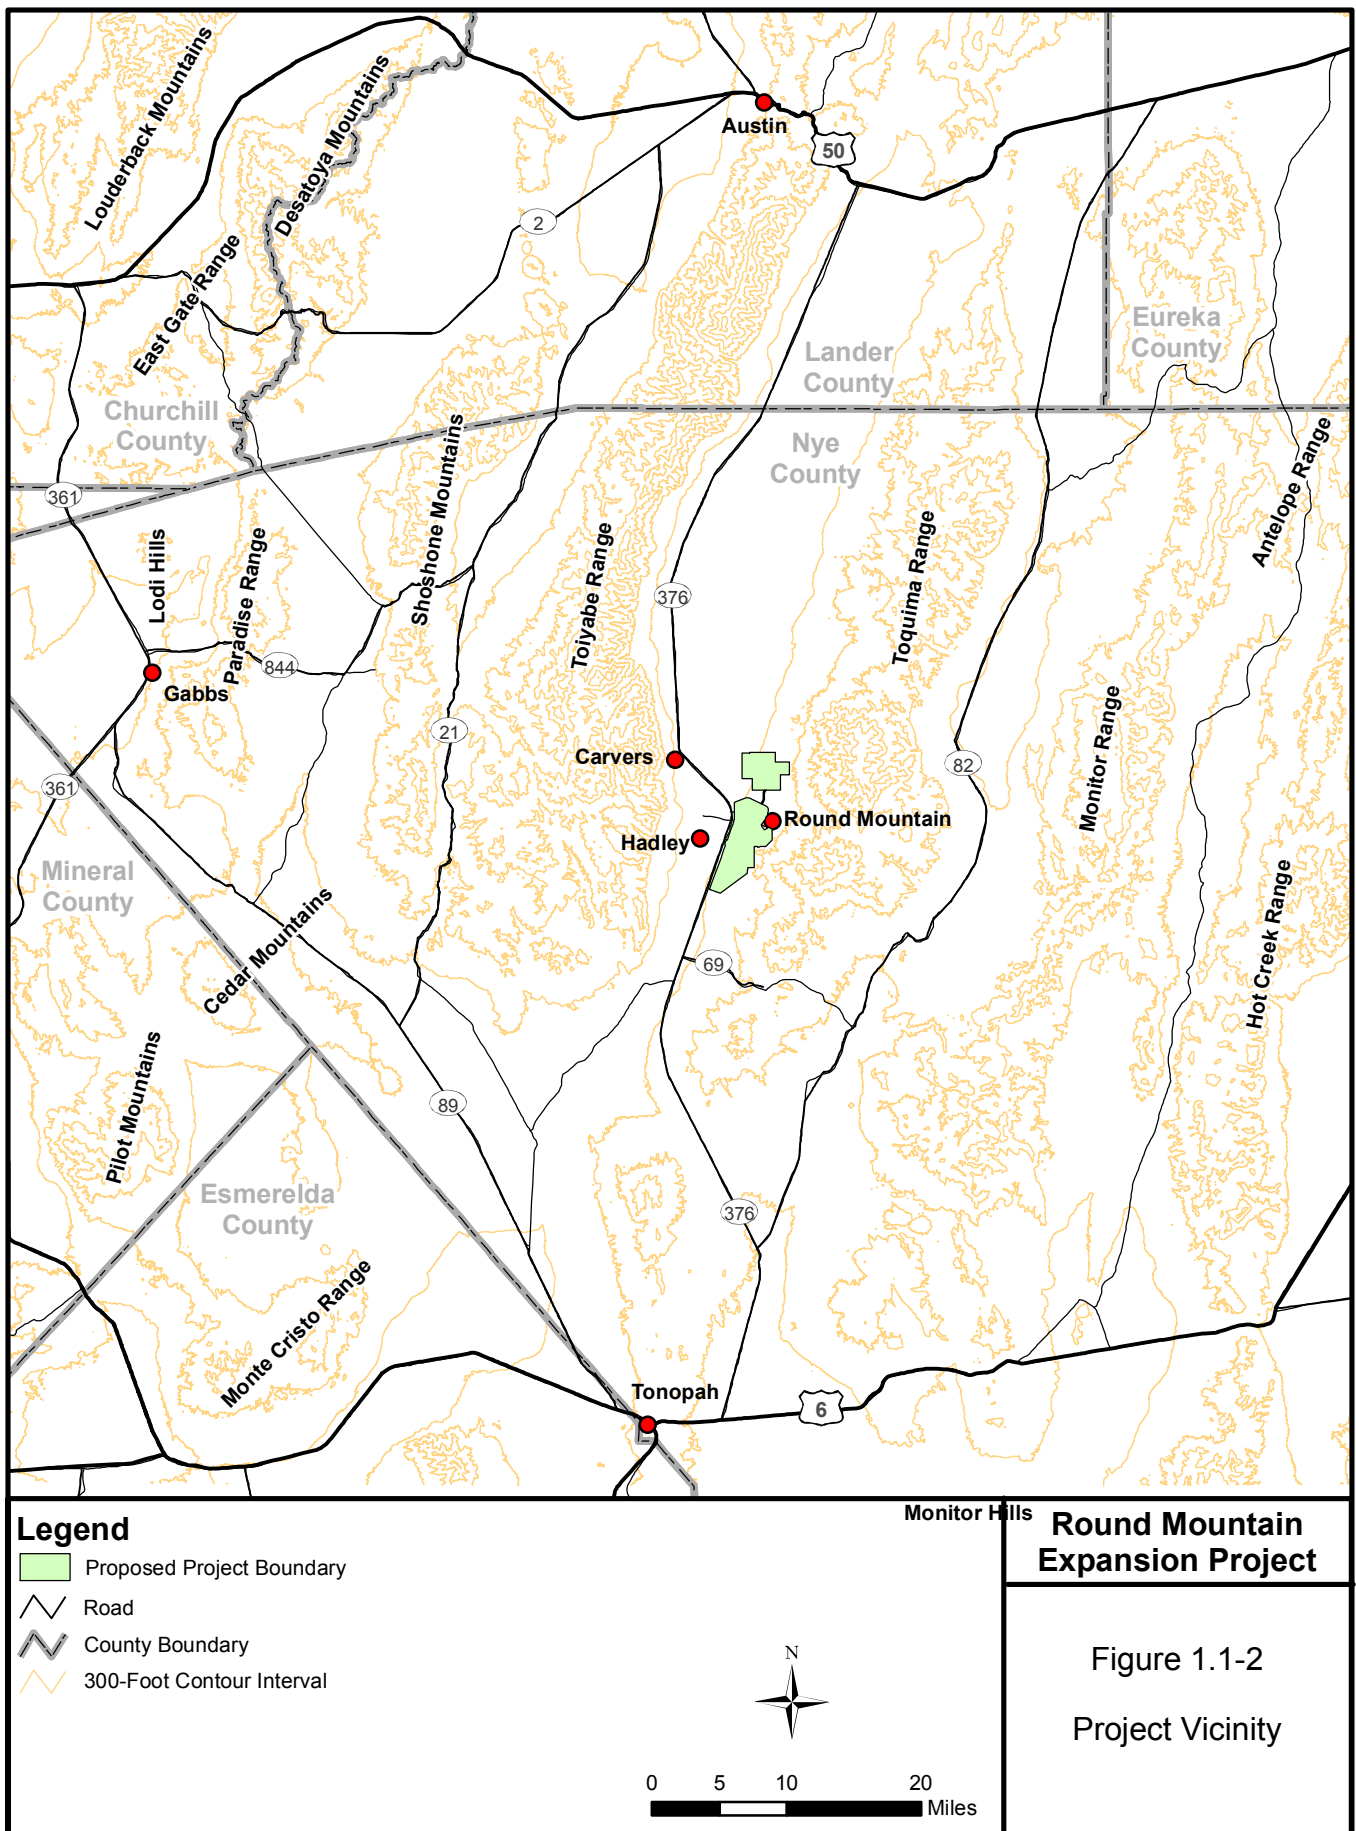 Louderback Mountains
Desatoya Mountains
Austin
50
2
East Gate Range
Eureka
County
Lander
County
Churchill
County
Nye
County
Shoshone Mountains
Antelope Range
361
Lodi Hills
Paradise Range
Toiyabe Range
376
Toquima Range
844
Gabbs
21
Carvers
82
Monitor Range
361
Round Mountain
Hadley
Mineral
County
Cedar Mountains
69
Hot Creek Range
Pilot Mountains
89
Esmerelda
County
376
Monte Cristo Range
Tonopah
6
Monitor Hills
Legend
Proposed Project Boundary
Road
County Boundary
300-Foot Contour Interval
N
0 5 10 20
Miles
Round Mountain
Expansion Project
Figure 1.1-2
Project Vicinity